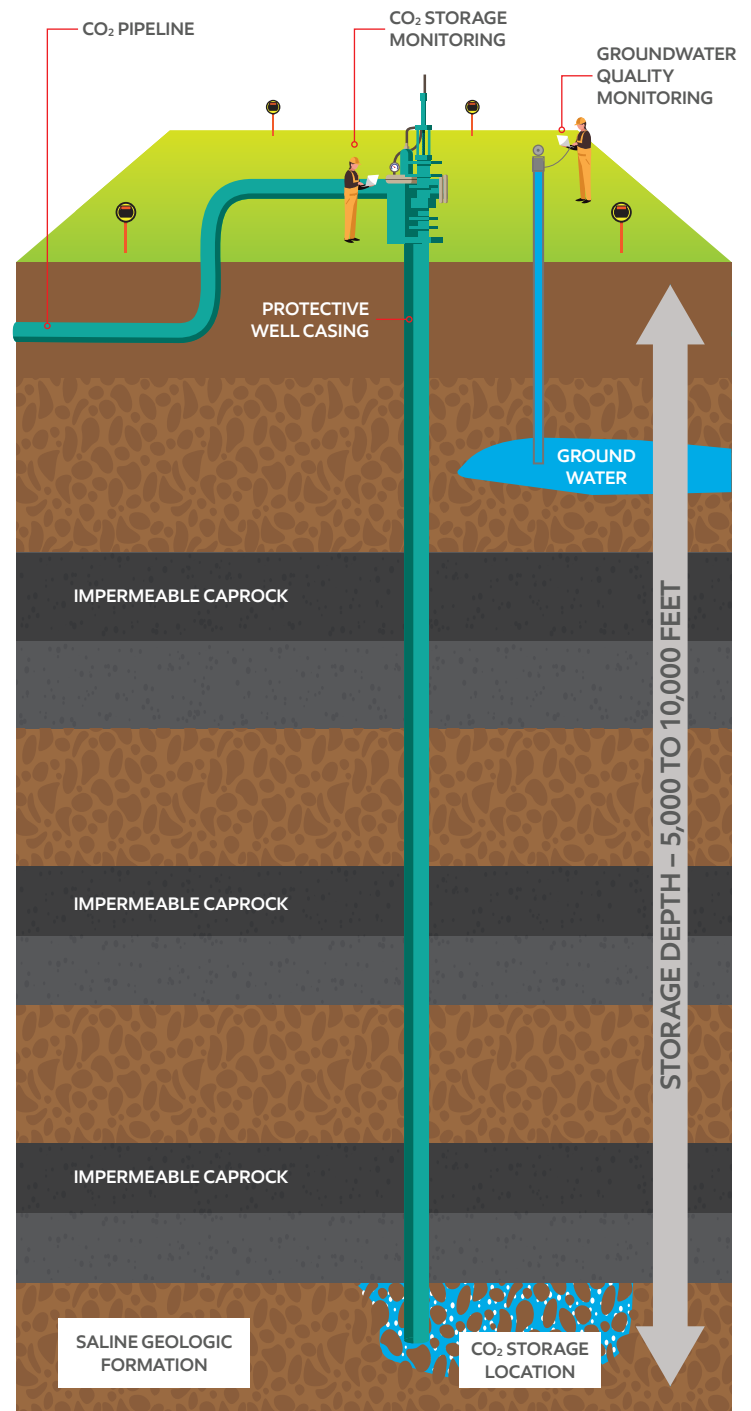 CO₂ PIPELINE
CO₂ STORAGE
MONITORING
GROUNDWATER
QUALITY
MONITORING
PROTECTIVE
WELL CASING
GROUND
WATER
IMPERMEABLE CAPROCK
STORAGE DEPTH – 5,000 TO 10,000 FEET
IMPERMEABLE CAPROCK
IMPERMEABLE CAPROCK
SALINE GEOLOGIC
FORMATION
CO₂ STORAGE
LOCATION